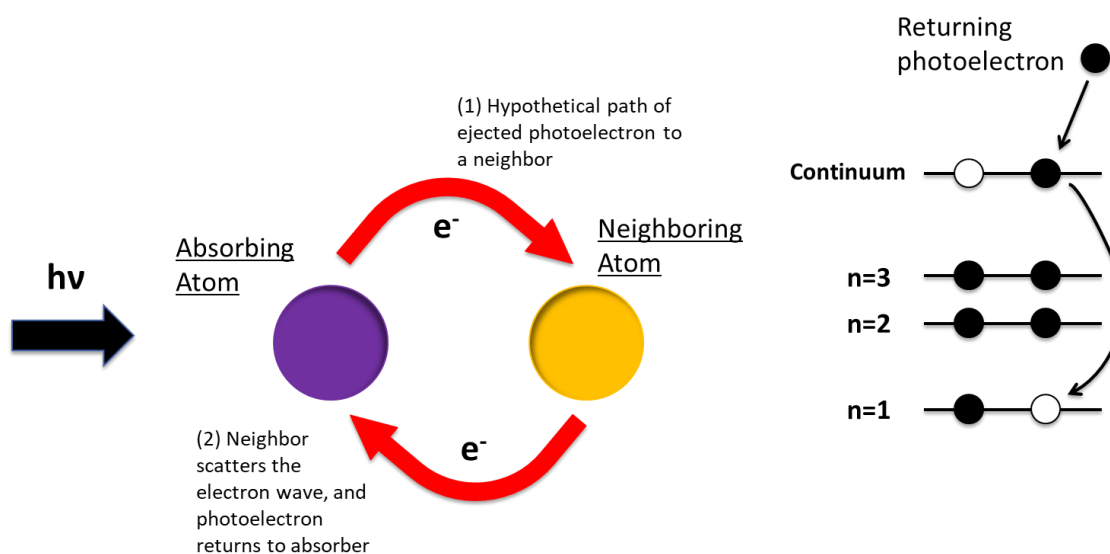 Returning
photoelectron
(1) Hypothetical path of
ejected photoelectron to
a neighbor
Continuum
e-
Absorbing
Atom
Neighboring
Atom
hν
n=3
n=2
n=1
(2) Neighbor
scatters the
electron wave, and
photoelectron
returns to absorber
e-